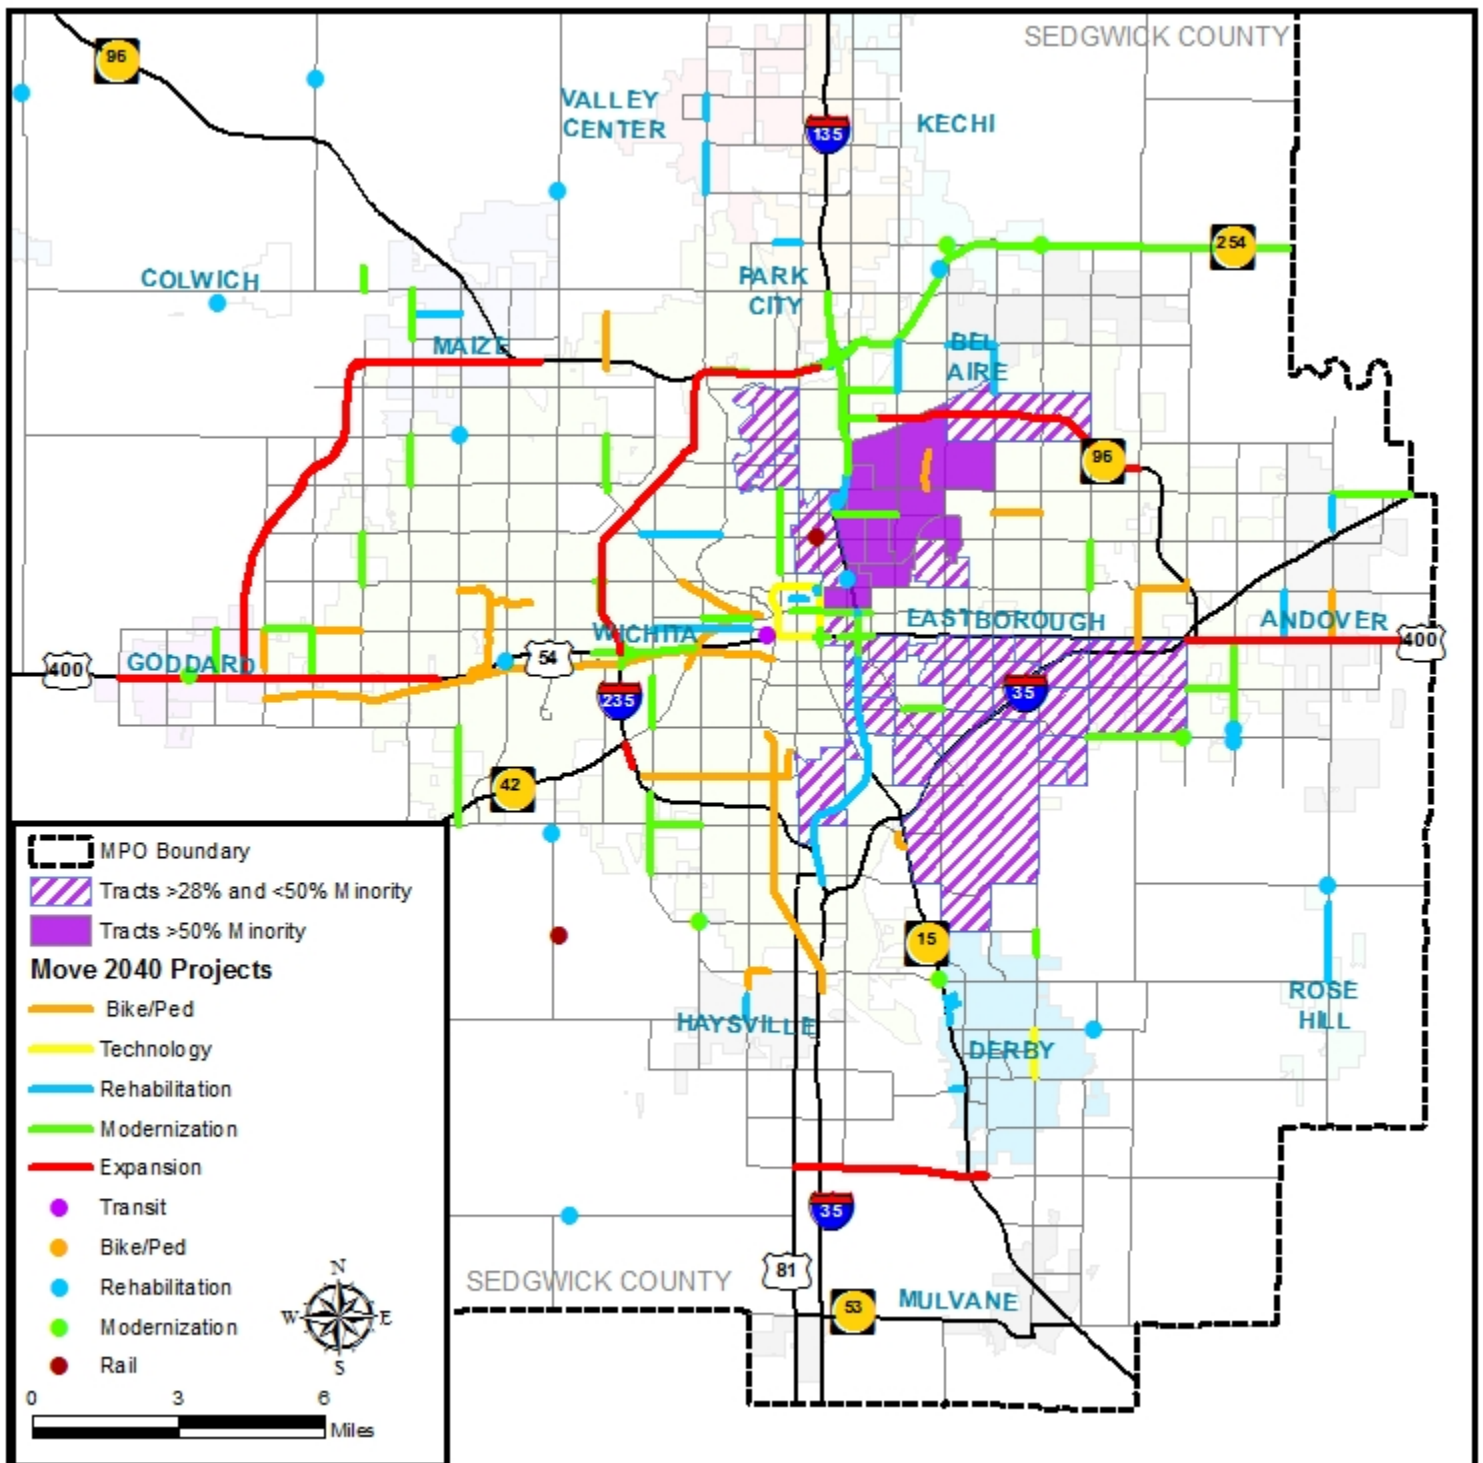 SEDGWICK COUNTY
96
VALLEY
CENTER
135
KECHI
254
COLWICH
PARK
CITY
MAIZE
BEL
AIRE
96
EASTBOROUGH
ANDOVER
WICHITA
400
GODDARD
54
400
235
35
42
15
ROSE
HILL
HAYSVILLE
DERBY
35
81
SEDGWICK COUNTY
53
MULVANE
MPO Boundary
Tracts >28% and <50% Minority
Tracts >50% Minority
Move 2040 Projects
Bike/Ped
Technology
Rehabilitation
Modernization
Expansion
Transit
Bike/Ped
Rehabilitation
Modernization
Rail
N
W E
S
0 3 6
Miles